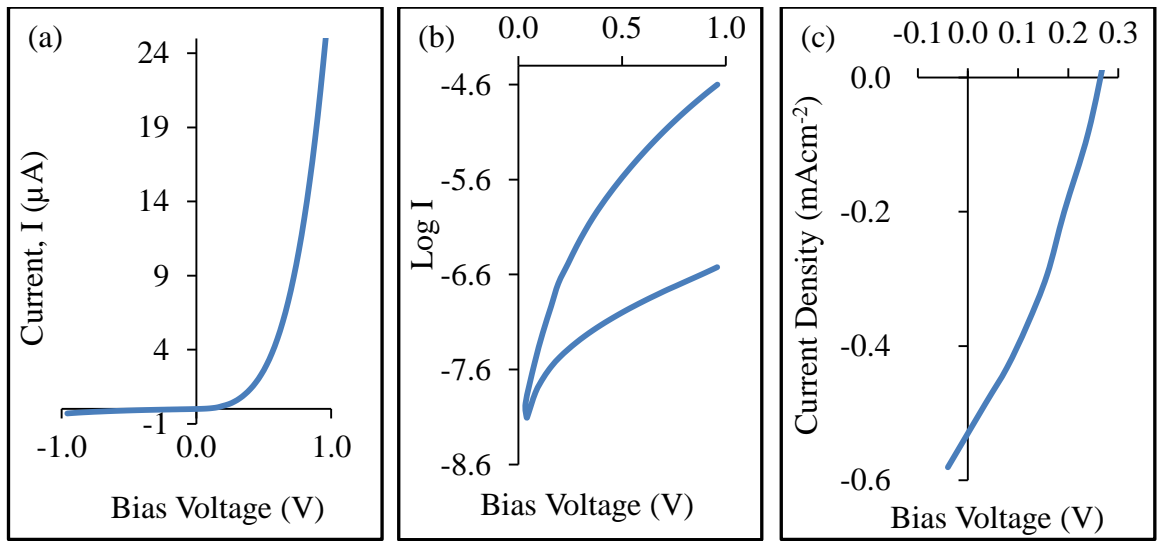 (a)
24
19
14
9
4
-1
-1.0
0.0
1.0
Current, I (μA)
Bias Voltage (V)
(b)
0.0
0.5
1.0
-4.6
-5.6
-6.6
-7.6
-8.6
Log I
Bias Voltage (V)
(c)
-0.1 0.0 0.1 0.2 0.3
0.0
-0.2
-0.4
-0.6
Current Density (mAcm⁻²)
Bias Voltage (V)